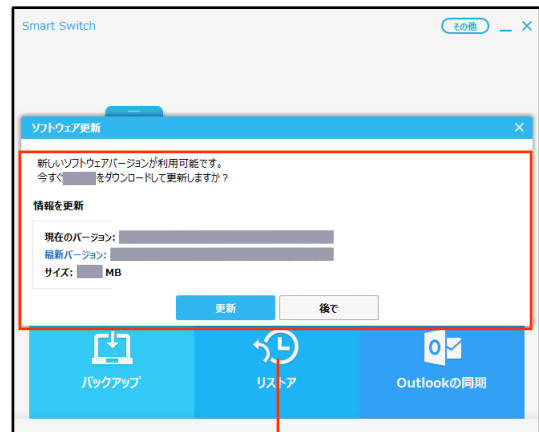 Smart Switch
その他
ソフトウェア更新
新しいソフトウェアバージョンが利用可能です。
今すぐ をダウンロードして更新しますか？
情報を更新
現在のバージョン:
最新バージョン:
サイズ: MB
更新 後で
バックアップ リストア Outlookの同期